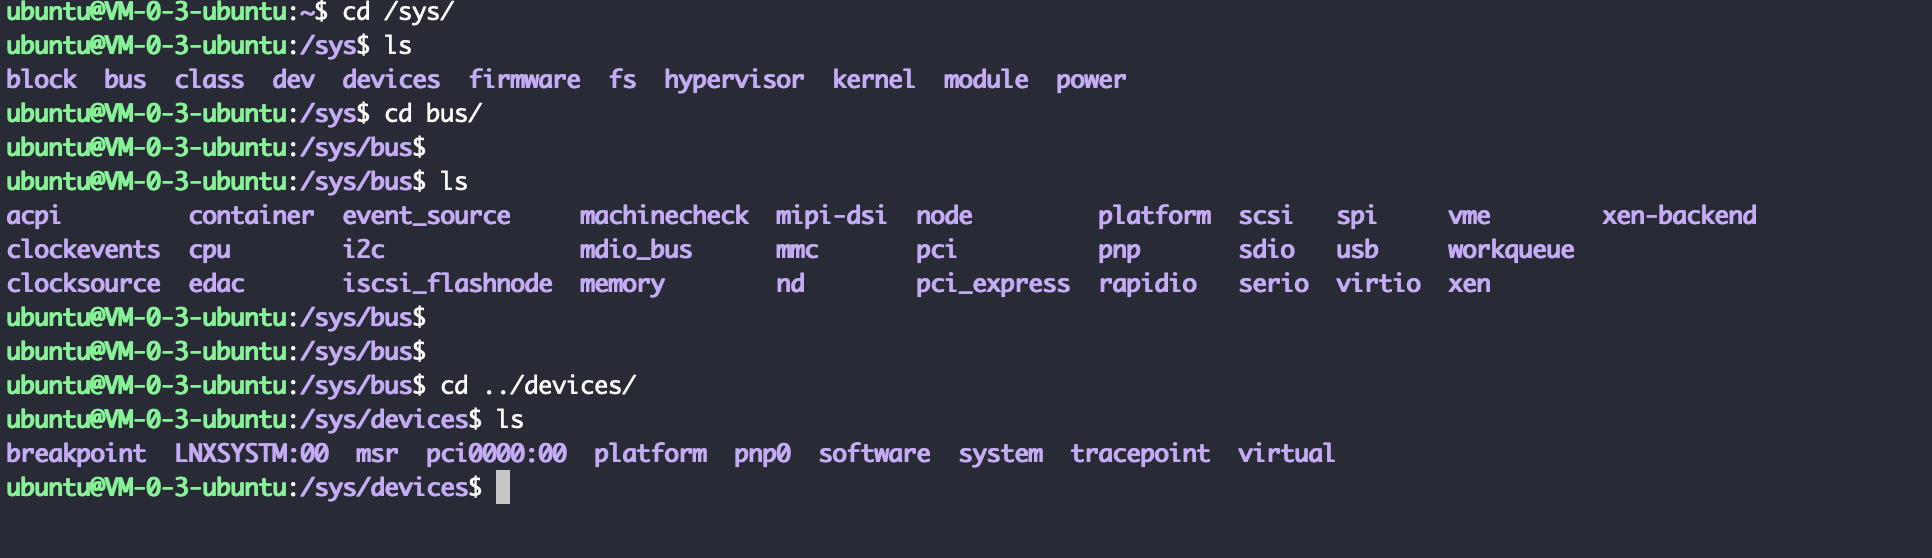 ubuntu@VM-0-3-ubuntu:~$ cd /sys/
ubuntu@VM-0-3-ubuntu:/sys$ ls
block  bus  class  dev  devices  firmware  fs  hypervisor  kernel  module  power
ubuntu@VM-0-3-ubuntu:/sys$ cd bus/
ubuntu@VM-0-3-ubuntu:/sys/bus$
ubuntu@VM-0-3-ubuntu:/sys/bus$ ls
acpi         container  event_source     machinecheck  mipi-dsi  node         platform  scsi   spi     vme        xen-backend
clockevents  cpu        i2c              mdio_bus      mmc       pci          pnp       sdio   usb     workqueue
clocksource  edac       iscsi_flashnode  memory        nd        pci_express  rapidio   serio  virtio  xen
ubuntu@VM-0-3-ubuntu:/sys/bus$
ubuntu@VM-0-3-ubuntu:/sys/bus$
ubuntu@VM-0-3-ubuntu:/sys/bus$ cd ../devices/
ubuntu@VM-0-3-ubuntu:/sys/devices$ ls
breakpoint  LNXSYSTM:00  msr  pci0000:00  platform  pnp0  software  system  tracepoint  virtual
ubuntu@VM-0-3-ubuntu:/sys/devices$